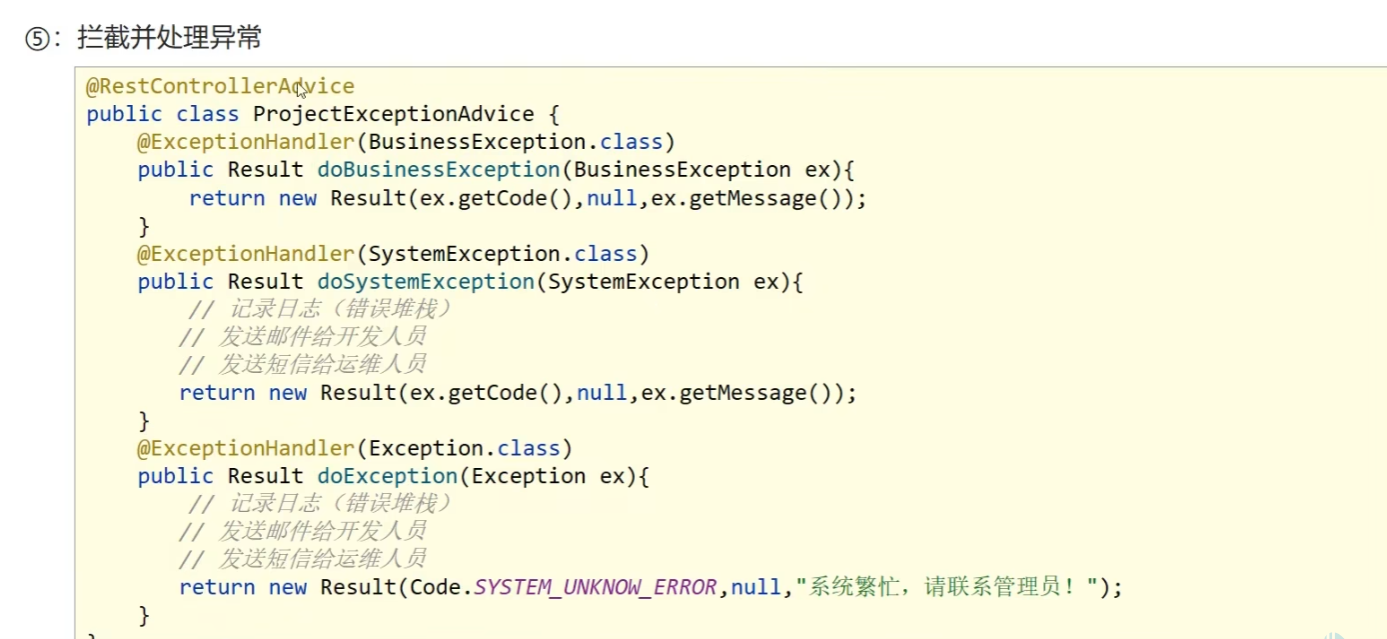 ⑤：拦截并处理异常
@RestControllerAdvice
public class ProjectExceptionAdvice {
    @ExceptionHandler(BusinessException.class)
    public Result doBusinessException(BusinessException ex){
        return new Result(ex.getCode(),null,ex.getMessage());
    }
    @ExceptionHandler(SystemException.class)
    public Result doSystemException(SystemException ex){
        // 记录日志（错误堆栈）
        // 发送邮件给开发人员
        // 发送短信给运维人员
        return new Result(ex.getCode(),null,ex.getMessage());
    }
    @ExceptionHandler(Exception.class)
    public Result doException(Exception ex){
        // 记录日志（错误堆栈）
        // 发送邮件给开发人员
        // 发送短信给运维人员
        return new Result(Code.SYSTEM_UNKNOW_ERROR,null,"系统繁忙，请联系管理员！");
    }
}